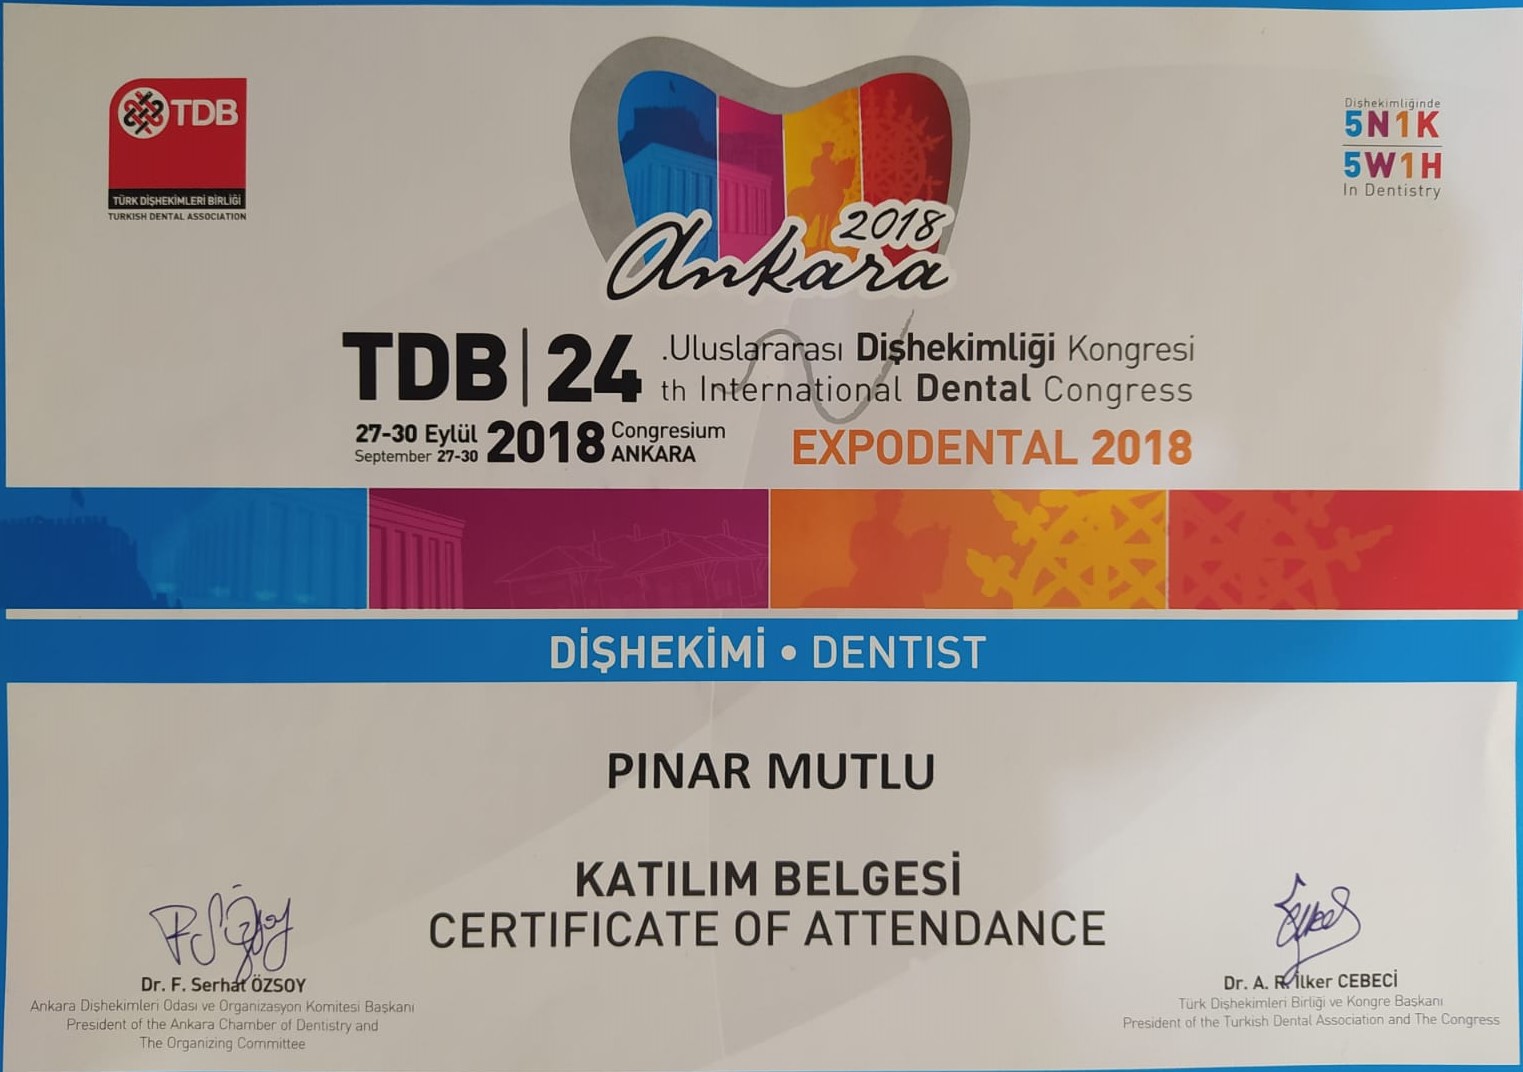 TDB
TÜRK DİŞHEKİMLERİ BİRLİĞİ
TURKISH DENTAL ASSOCIATION
2018
Ankara
Dişhekimliğinde
5N1K
5W1H
In Dentistry
TDB | 24 .Uluslararası Dişhekimliği Kongresi
th International Dental Congress
27-30 Eylül 2018 Congresium
September 27-30 ANKARA
EXPODENTAL 2018
DİŞHEKİMİ • DENTIST
PINAR MUTLU
KATILIM BELGESİ
CERTIFICATE OF ATTENDANCE
Dr. F. Serhat ÖZSOY
Ankara Dişhekimleri Odası ve Organizasyon Komitesi Başkanı
President of the Ankara Chamber of Dentistry and
The Organizing Committee
Dr. A. R. İlker CEBECİ
Türk Dişhekimleri Birliği ve Kongre Başkanı
President of the Turkish Dental Association and The Congress